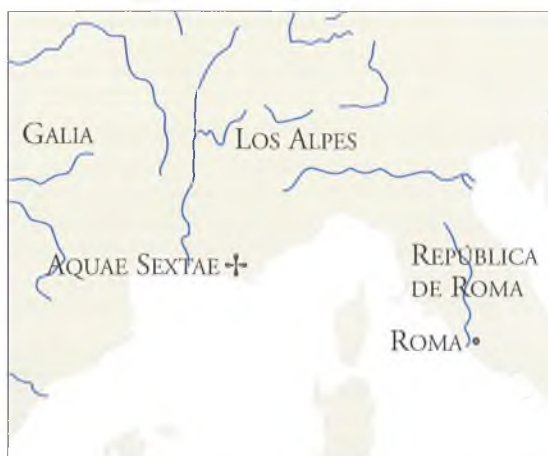 GALIA
LOS ALPES
AQUAE SEXTAE
REPÚBLICA
DE ROMA
ROMA